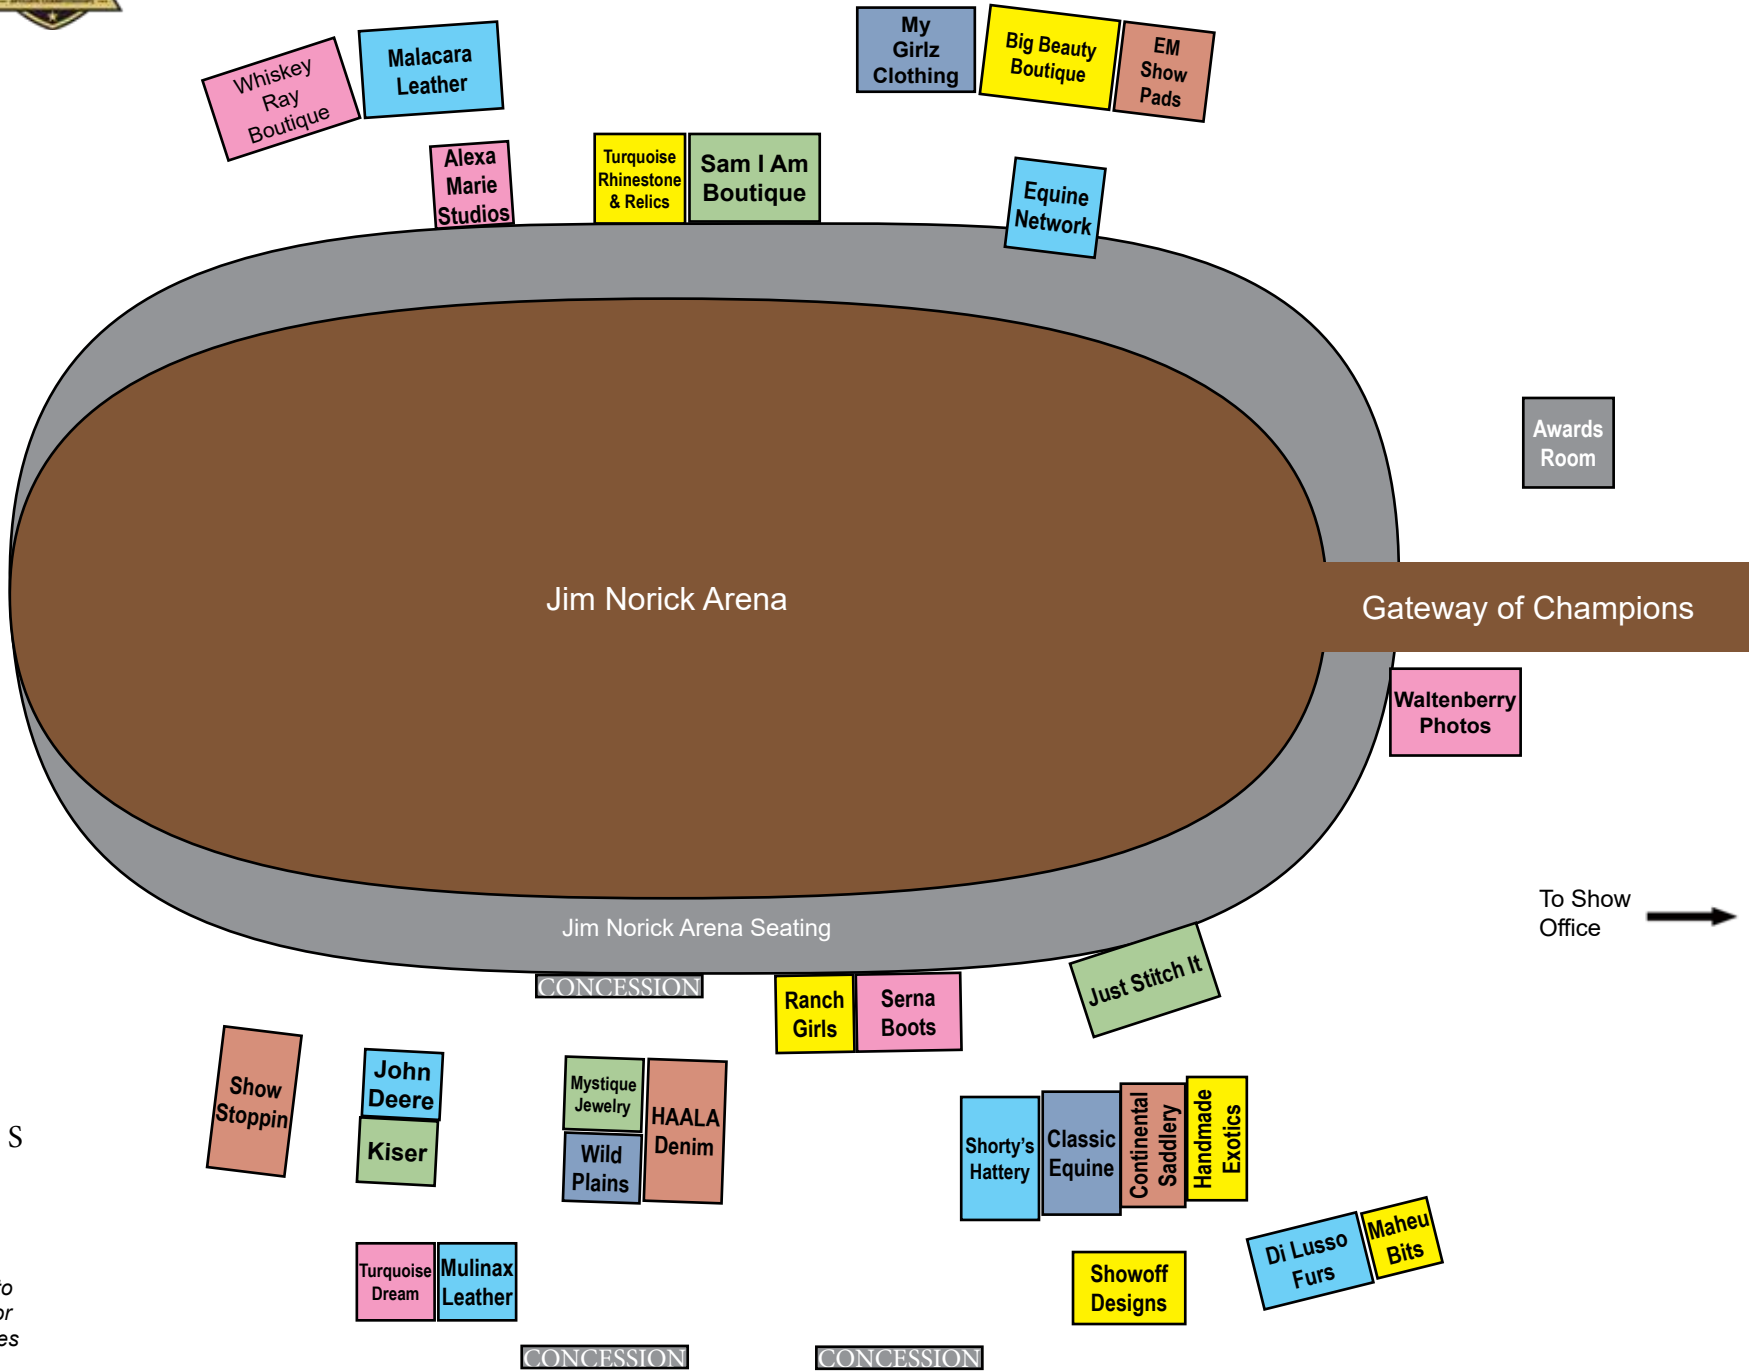 My
Girlz
Clothing
Big Beauty
Boutique
EM
Show
Pads
Malacara
Leather
Whiskey
Ray
Boutique
Alexa
Marie
Studios
Turquoise
Rhinestone
& Relics
Sam I Am
Boutique
Equine
Network
Awards
Room
Jim Norick Arena
Gateway of Champions
Waltenberry
Photos
To Show
Office
Jim Norick Arena Seating
CONCESSION
Ranch
Girls
Serna
Boots
Just Stitch It
Show
Stoppin
John
Deere
Kiser
Mystique
Jewelry
Wild
Plains
HAALA
Denim
Shorty's
Hattery
Classic
Equine
Continental
Saddlery
Handmade
Exotics
S
Turquoise
Dream
Mulinax
Leather
Showoff
Designs
Di Lusso
Furs
Maheu
Bits
to
or
es
CONCESSION
CONCESSION